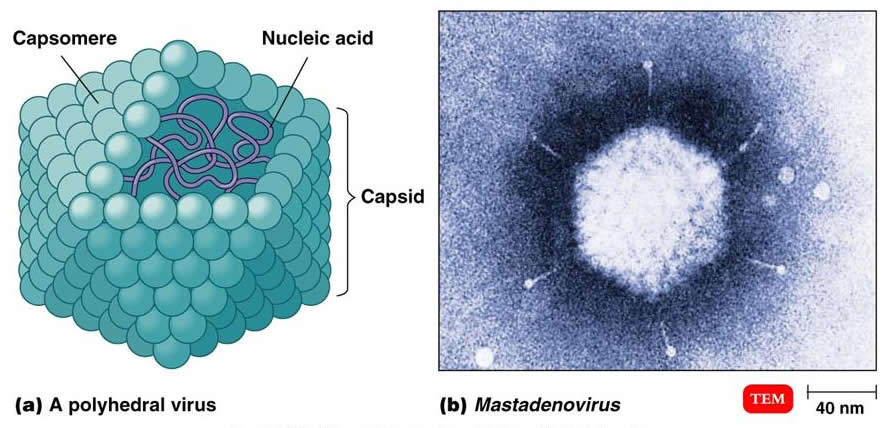 Capsomere
Nucleic acid
Capsid
(a) A polyhedral virus
(b) Mastadenovirus
TEM
40 nm